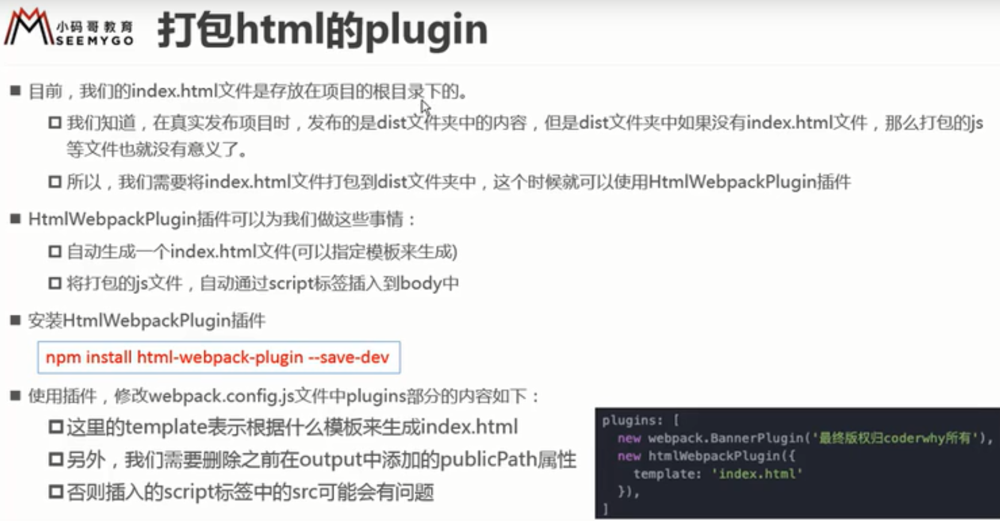 小码哥教育
SEEMYGO
打包html的plugin
目前，我们的index.html文件是存放在项目的根目录下的。
我们知道，在真实发布项目时，发布的是dist文件夹中的内容，但是dist文件夹中如果没有index.html文件，那么打包的js
等文件也就没有意义了。
所以，我们需要将index.html文件打包到dist文件夹中，这个时候就可以使用HtmlWebpackPlugin插件
HtmlWebpackPlugin插件可以为我们做这些事情：
自动生成一个index.html文件(可以指定模板来生成)
将打包的js文件，自动通过script标签插入到body中
安装HtmlWebpackPlugin插件
npm install html-webpack-plugin --save-dev
使用插件，修改webpack.config.js文件中plugins部分的内容如下：
这里的template表示根据什么模板来生成index.html
另外，我们需要删除之前在output中添加的publicPath属性
否则插入的script标签中的src可能会有问题
plugins: [
new webpack.BannerPlugin('最终版权归coderwhy所有'),
new htmlWebpackPlugin({
template: 'index.html'
}),
]